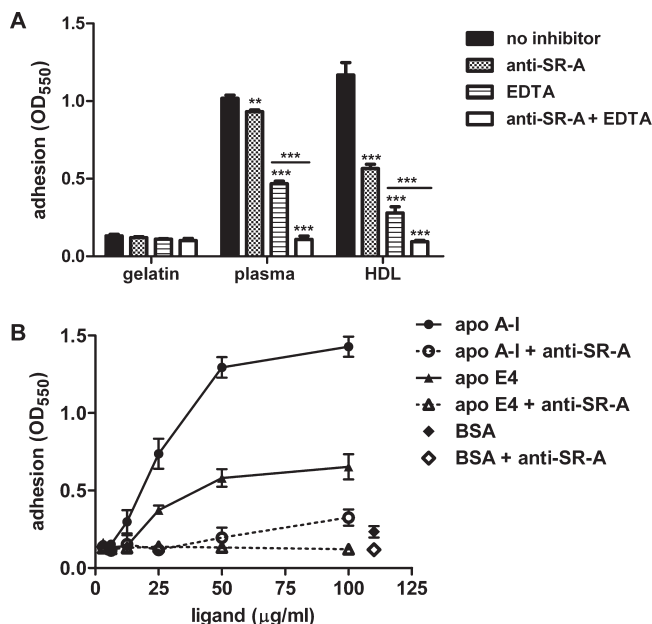 A
adhesion (OD550)
1.5
1.0
0.5
0.0
** *** *** *** *** *** *** ***
gelatin plasma HDL
no inhibitor
anti-SR-A
EDTA
anti-SR-A + EDTA
B
adhesion (OD550)
1.5
1.0
0.5
0.0
0 25 50 75 100 125
ligand (μg/ml)
apo A-I
apo A-I + anti-SR-A
apo E4
apo E4 + anti-SR-A
BSA
BSA + anti-SR-A